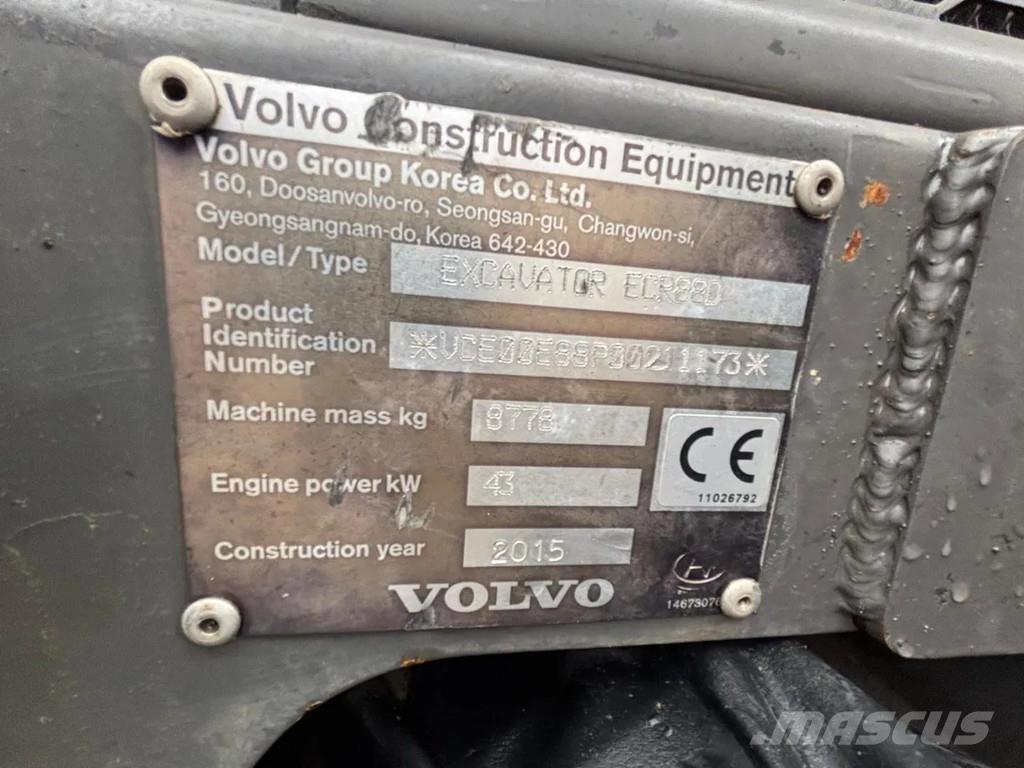 Volvo Construction Equipment
Volvo Group Korea Co. Ltd.
160, Doosanvolvo-ro, Seongsan-gu, Changwon-si,
Gyeongsangnam-do, Korea 642-430
Model/Type EXCAVATOR ECR88D
Product
Identification *VCE00E88P00211173*
Number
Machine mass kg 8778
CE
11026792
Engine power kW 43
Construction year 2015
VOLVO
MASCUS